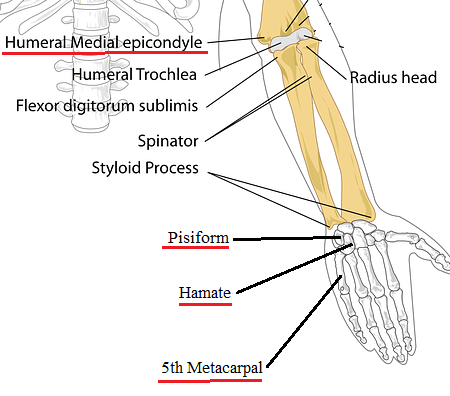 Humeral Medial epicondyle
Humeral Trochlea
Radius head
Flexor digitorum sublimis
Spinator
Styloid Process
Pisiform
Hamate
5th Metacarpal